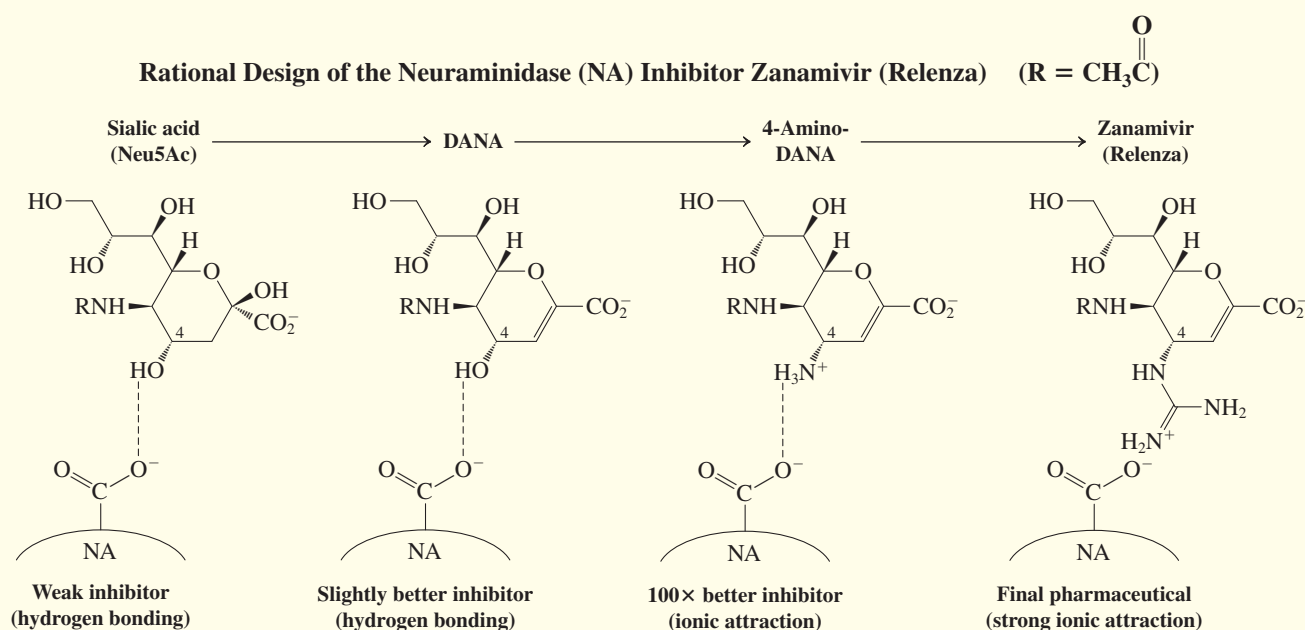 Rational Design of the Neuraminidase (NA) Inhibitor Zanamivir (Relenza) (R = CH₃C)
O
Sialic acid
(Neu5Ac)
DANA
4-Amino-
DANA
Zanamivir
(Relenza)
HO
OH
H
HO
O
OH
RNH
CO₂⁻
4
HO
O
O⁻
C
NA
Weak inhibitor
(hydrogen bonding)
HO
OH
H
HO
O
RNH
CO₂⁻
4
HO
O
O⁻
C
NA
Slightly better inhibitor
(hydrogen bonding)
HO
OH
H
HO
O
RNH
CO₂⁻
4
H₃N⁺
O
O⁻
C
NA
100× better inhibitor
(ionic attraction)
HO
OH
H
HO
O
RNH
CO₂⁻
4
HN
NH₂
H₂N⁺
O
O⁻
C
NA
Final pharmaceutical
(strong ionic attraction)